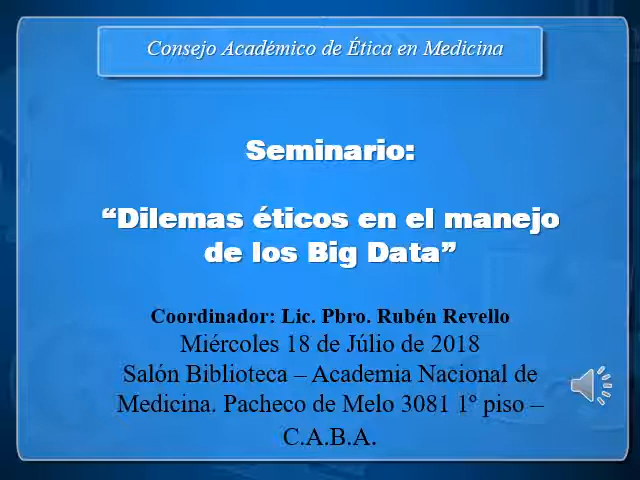 Consejo Académico de Ética en Medicina
Seminario:
“Dilemas éticos en el manejo
de los Big Data”
Coordinador: Lic. Pbro. Rubén Revello
Miércoles 18 de Júlio de 2018
Salón Biblioteca – Academia Nacional de
Medicina. Pacheco de Melo 3081 1º piso –
C.A.B.A.